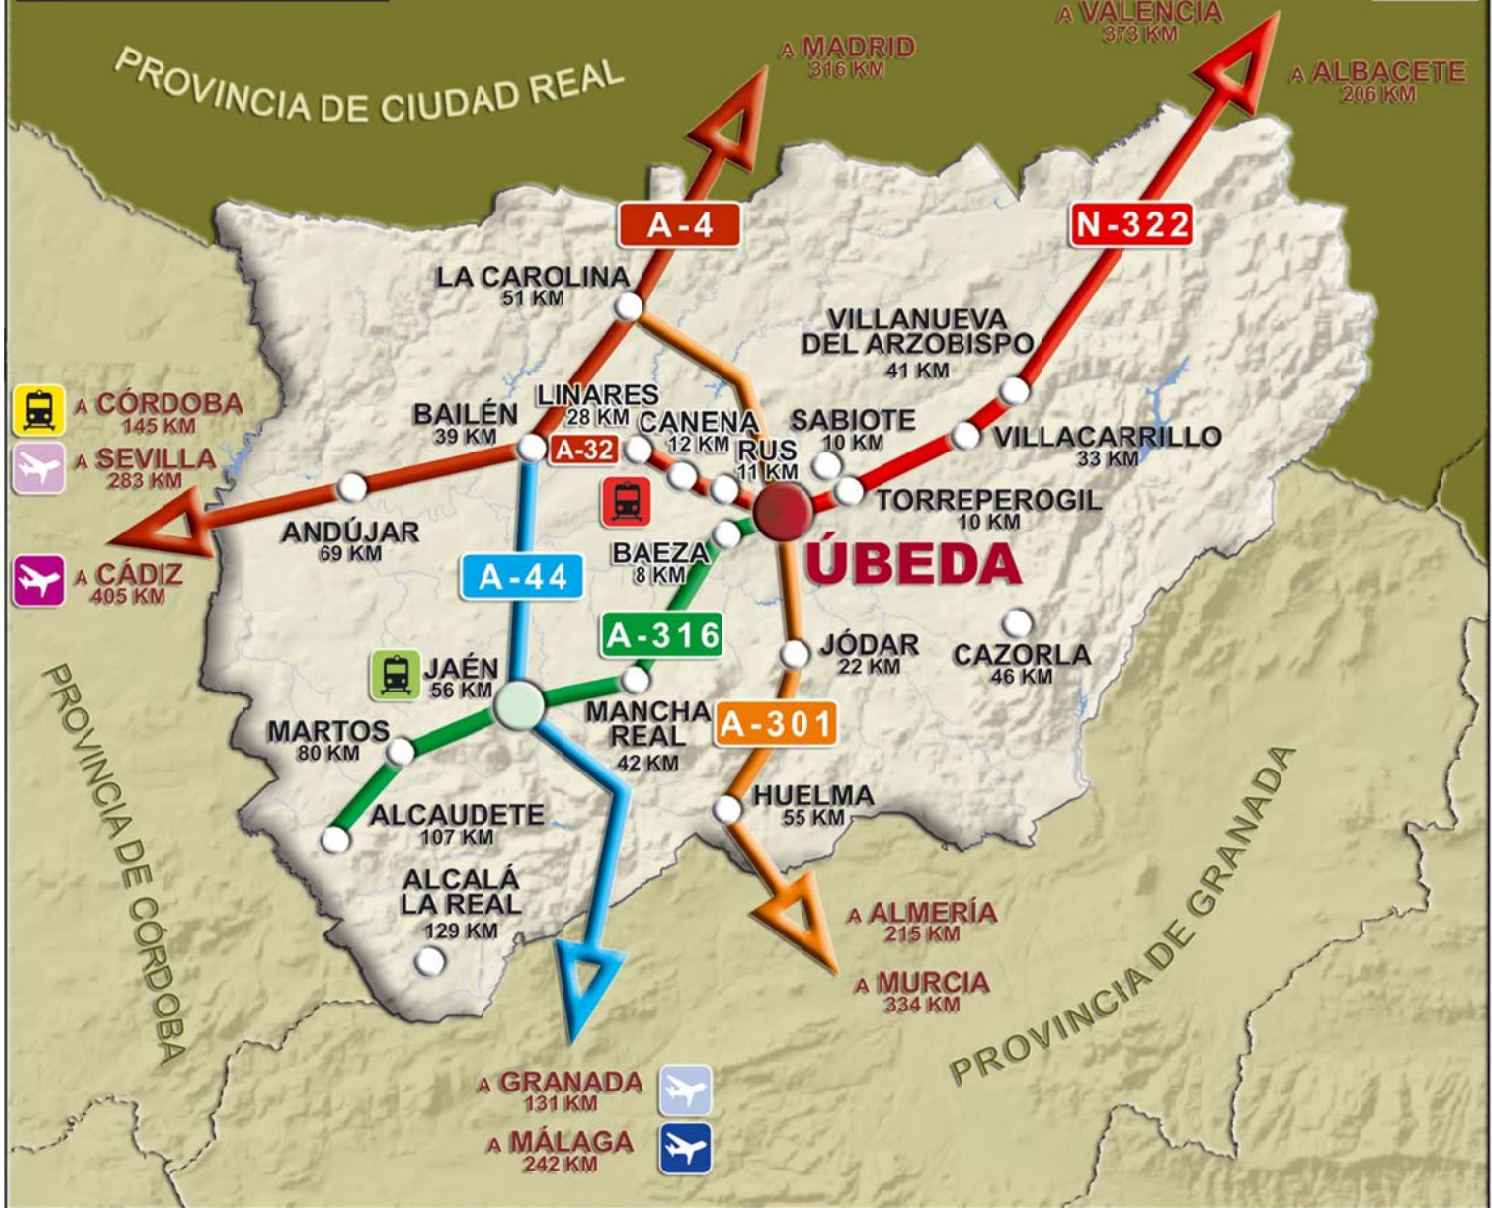 A VALENCIA
373 KM
A MADRID
316 KM
A ALBACETE
206 KM
PROVINCIA DE CIUDAD REAL
A-4
N-322
LA CAROLINA
51 KM
VILLANUEVA
DEL ARZOBISPO
41 KM
A CÓRDOBA
145 KM
A SEVILLA
283 KM
A CÁDIZ
405 KM
BAILÉN
39 KM
LINARES
28 KM
A-32
CANENA
12 KM
RUS
11 KM
SABIOTE
10 KM
VILLACARRILLO
33 KM
TORREPEROGIL
10 KM
ANDÚJAR
69 KM
BAEZA
8 KM
ÚBEDA
A-44
A-316
JÓDAR
22 KM
CAZORLA
46 KM
JAÉN
56 KM
MANCHA
REAL
42 KM
A-301
MARTOS
80 KM
HUELMA
55 KM
ALCAUDETE
107 KM
ALCALÁ
LA REAL
129 KM
A ALMERÍA
215 KM
A MURCIA
334 KM
PROVINCIA DE CÓRDOBA
PROVINCIA DE GRANADA
A GRANADA
131 KM
A MÁLAGA
242 KM